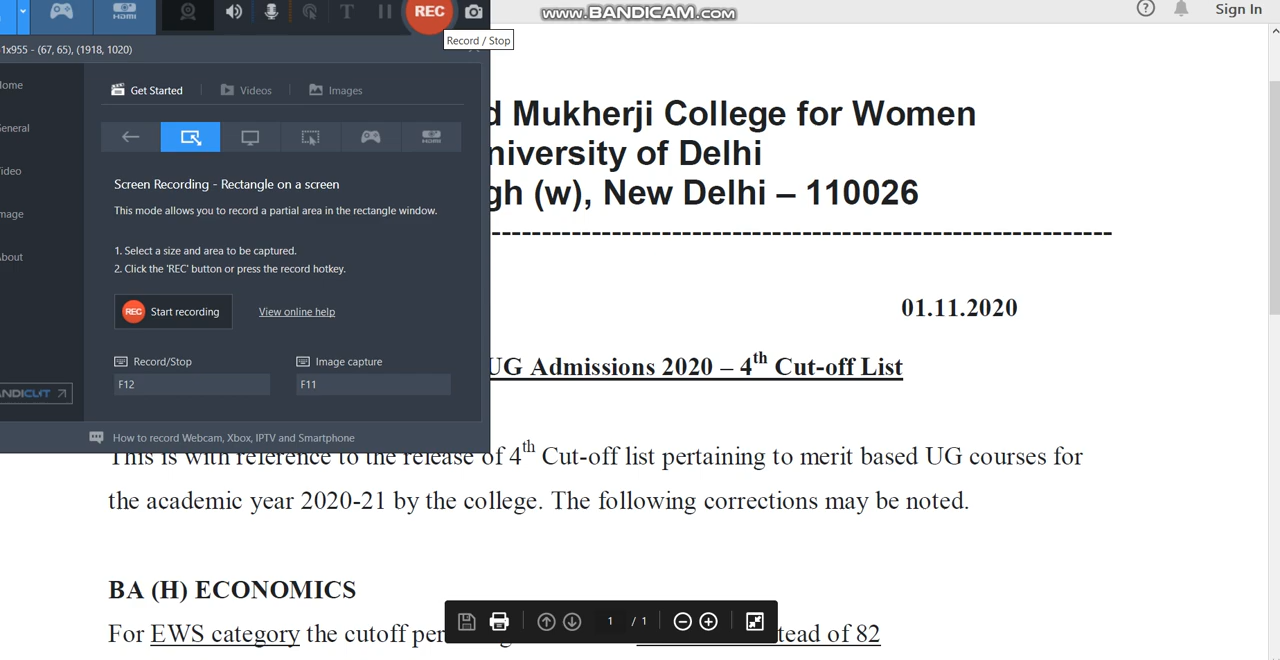 HDMI
T
REC
www.BANDICAM.com
Sign In
Record / Stop
1x955 - (67, 65), (1918, 1020)
ome
eneral
ideo
mage
bout
ANDICUT
Get Started
Videos
Images
HDMI
Screen Recording - Rectangle on a screen
This mode allows you to record a partial area in the rectangle window.
1. Select a size and area to be captured.
2. Click the 'REC' button or press the record hotkey.
REC Start recording
View online help
Record/Stop
Image capture
F12
F11
How to record Webcam, Xbox, IPTV and Smartphone
d Mukherji College for Women
niversity of Delhi
gh (w), New Delhi – 110026
01.11.2020
UG Admissions 2020 – 4th Cut-off List
This is with reference to the release of 4th Cut-off list pertaining to merit based UG courses for
the academic year 2020-21 by the college. The following corrections may be noted.
BA (H) ECONOMICS
For EWS category the cutoff per tead of 82
1 / 1